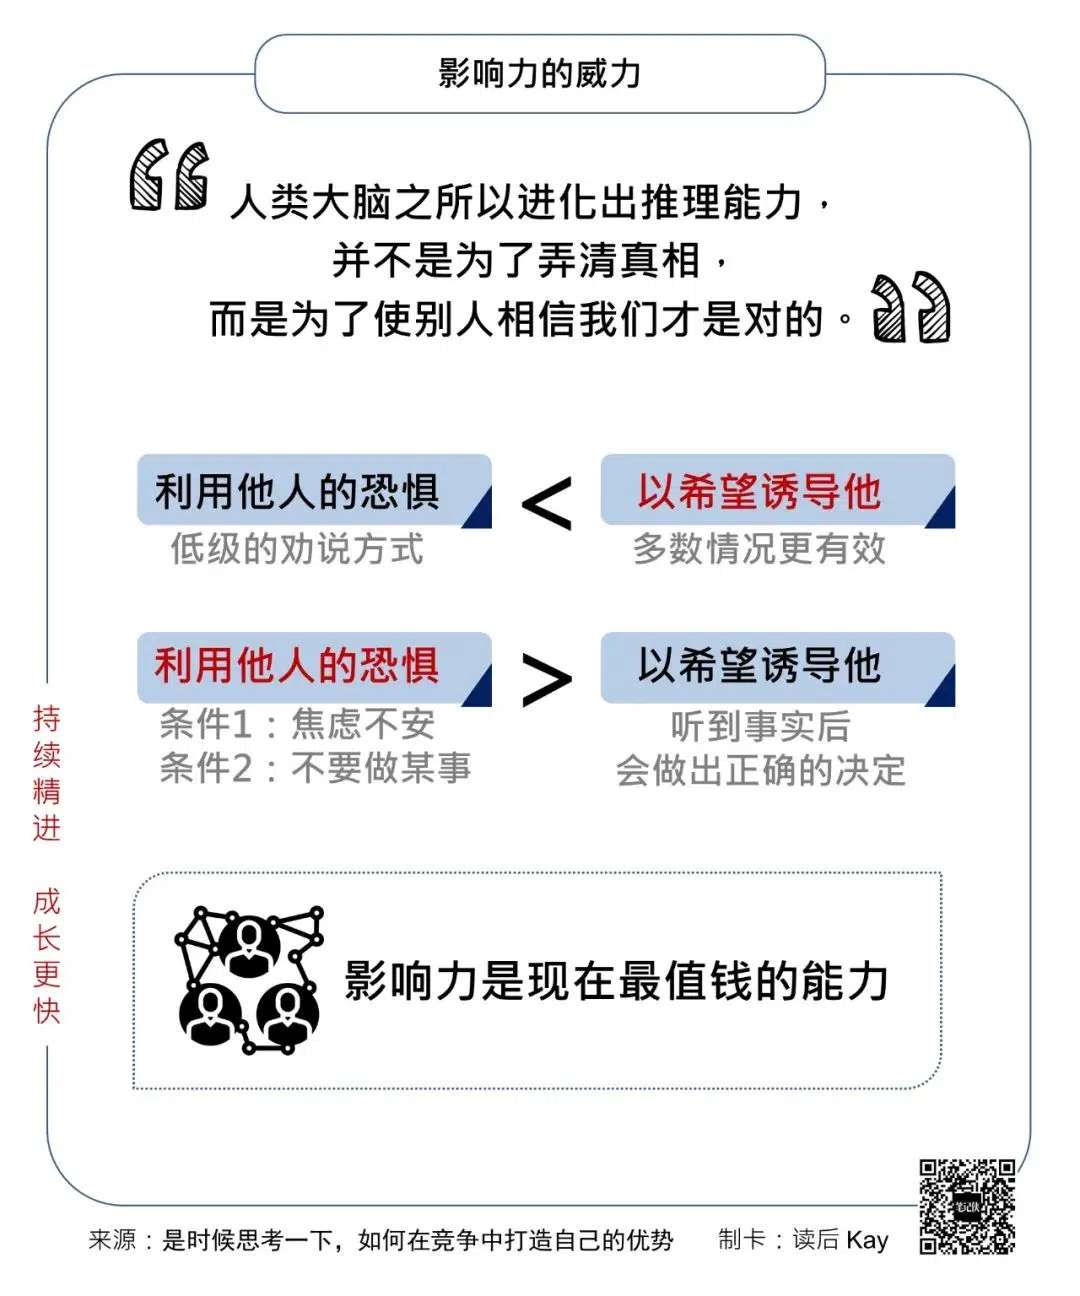 影响力的威力
人类大脑之所以进化出推理能力，
并不是为了弄清真相，
而是为了使别人相信我们才是对的。
利用他人的恐惧 < 以希望诱导他
低级的劝说方式 多数情况更有效
利用他人的恐惧 > 以希望诱导他
条件1：焦虑不安 听到事实后
条件2：不要做某事 会做出正确的决定
持续精进 成长更快
影响力是现在最值钱的能力
笔记侠
来源：是时候思考一下，如何在竞争中打造自己的优势 制卡：读后 Kay